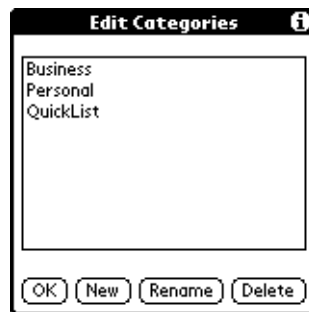 Edit Categories i
Business
Personal
QuickList
OK New Rename Delete